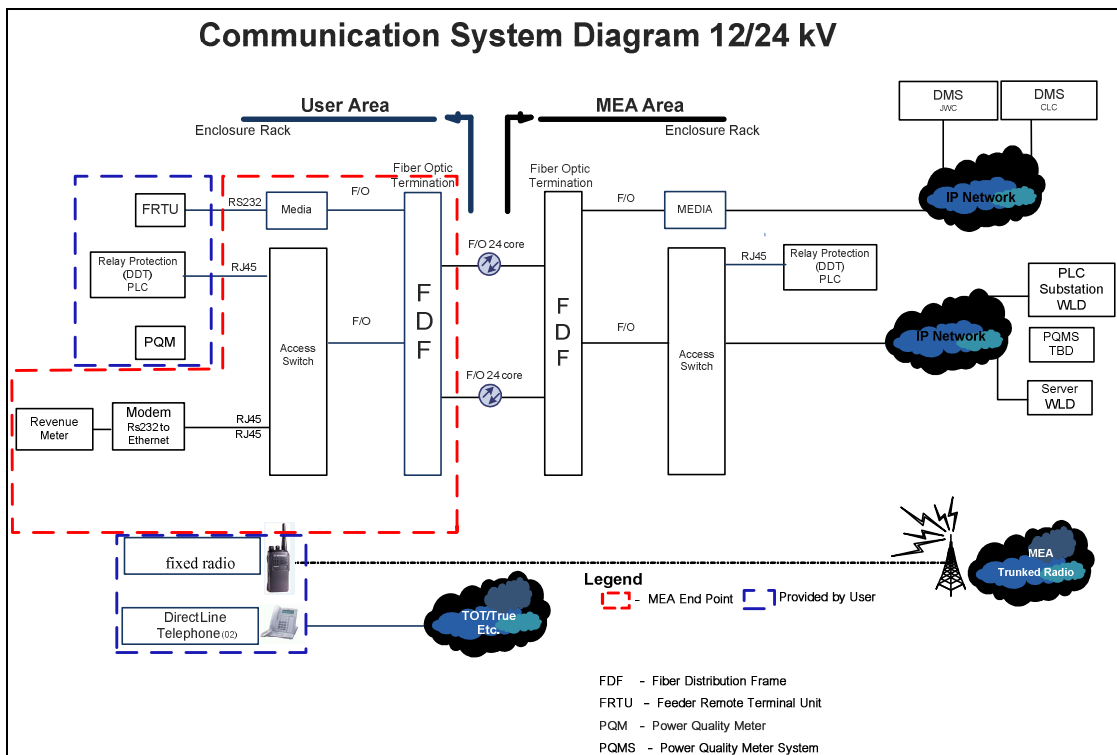 Communication System Diagram 12/24 kV
User Area
MEA Area
Enclosure Rack
Enclosure Rack
DMS
JWC
DMS
CLC
IP Network
Fiber Optic
Termination
Fiber Optic
Termination
FRTU
RS232
Media
F/O
F/O
MEDIA
Relay Protection
(DDT)
PLC
RJ45
F/O 24 core
RJ45
Relay Protection
(DDT)
PLC
PLC
Substation
WLD
FDF
FDF
PQM
F/O
F/O
Access
Switch
Access
Switch
IP Network
PQMS
TBD
F/O 24 core
Server
WLD
Revenue
Meter
Modem
Rs232 to
Ethernet
RJ45
RJ45
fixed radio
MEA
Trunked Radio
DirectLine
Telephone (02)
TOT/True
Etc.
Legend
- MEA End Point
Provided by User
FDF - Fiber Distribution Frame
FRTU - Feeder Remote Terminal Unit
PQM - Power Quality Meter
PQMS - Power Quality Meter System